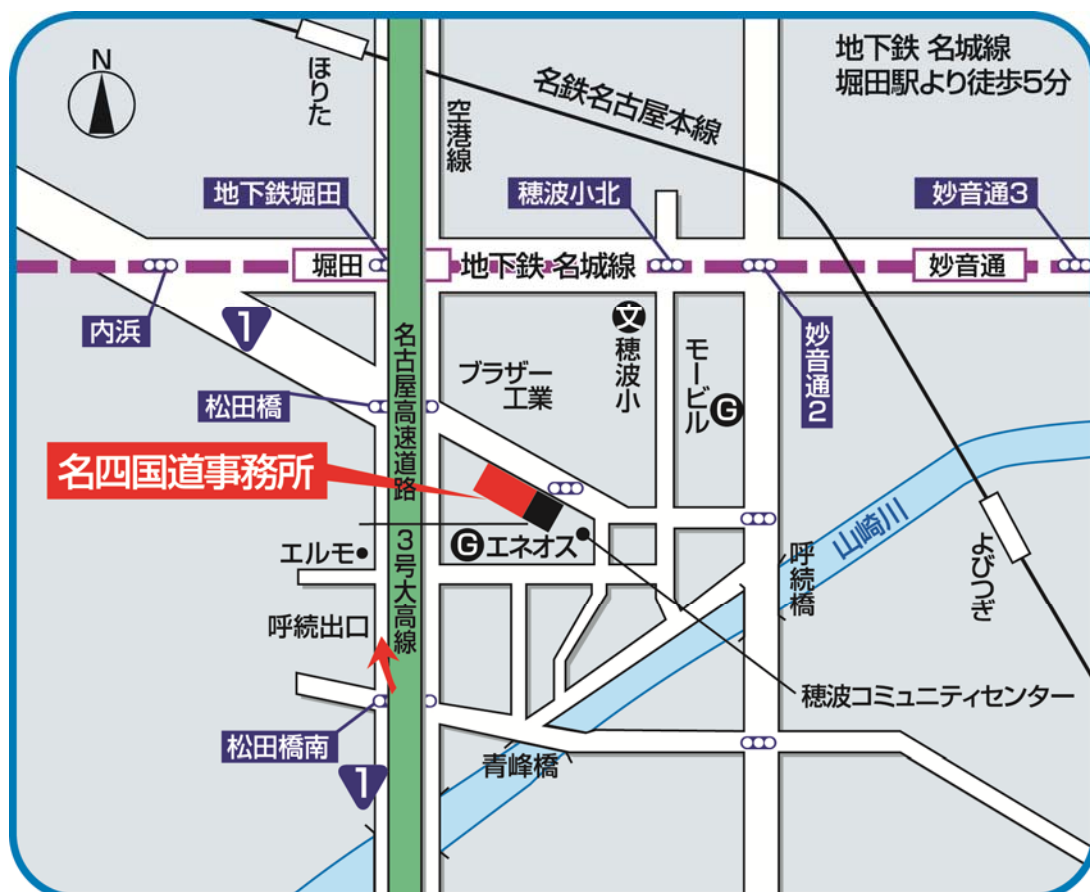 N
ほりた
空港線
名鉄名古屋本線
地下鉄 名城線
堀田駅より徒歩5分
地下鉄堀田
穂波小北
妙音通3
堀田
地下鉄 名城線
妙音通
内浜
1
名古屋高速道路
3号大高線
ブラザー
工業
文
穂波小
モービル
G
妙音通2
松田橋
名四国道事務所
エルモ
G
エネオス
呼続橋
山崎川
よびつぎ
呼続出口
穂波コミュニティセンター
松田橋南
青峰橋
1